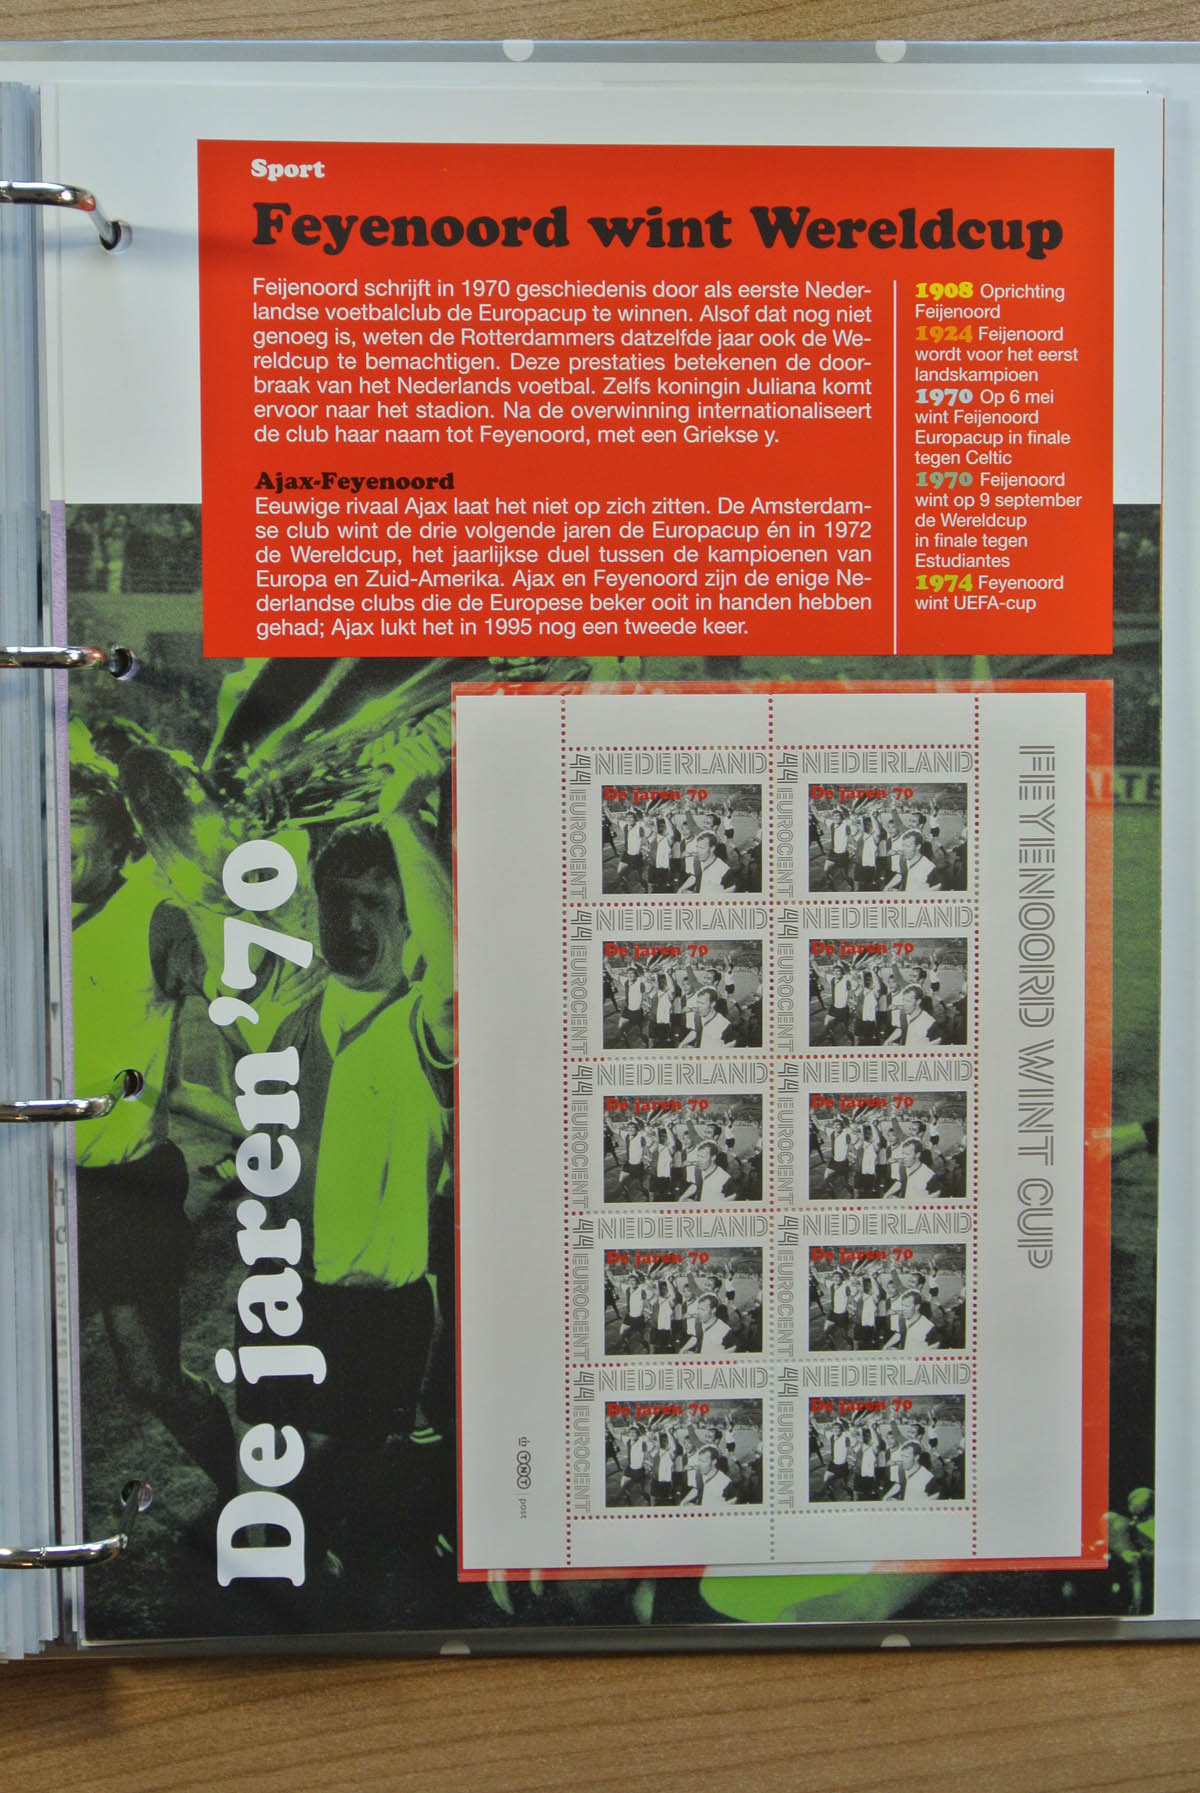 Sport
Feyenoord wint Wereldcup
Feijenoord schrijft in 1970 geschiedenis door als eerste Neder-
landse voetbalclub de Europacup te winnen. Alsof dat nog niet
genoeg is, weten de Rotterdammers datzelfde jaar ook de We-
reldcup te bemachtigen. Deze prestaties betekenen de door-
braak van het Nederlands voetbal. Zelfs koningin Juliana komt
ervoor naar het stadion. Na de overwinning internationaliseert
de club haar naam tot Feyenoord, met een Griekse y.
Ajax-Feyenoord
Eeuwige rivaal Ajax laat het niet op zich zitten. De Amsterdam-
se club wint de drie volgende jaren de Europacup én in 1972
de Wereldcup, het jaarlijkse duel tussen de kampioenen van
Europa en Zuid-Amerika. Ajax en Feyenoord zijn de enige Ne-
derlandse clubs die de Europese beker ooit in handen hebben
gehad; Ajax lukt het in 1995 nog een tweede keer.
1908 Oprichting
Feijenoord
1924 Feijenoord
wordt voor het eerst
landskampioen
1970 Op 6 mei
wint Feijenoord
Europacup in finale
tegen Celtic
1970 Feijenoord
wint op 9 september
de Wereldcup
in finale tegen
Estudiantes
1974 Feyenoord
wint UEFA-cup
De jaren '70
FEYENOORD WINT CUP
NEDERLAND
44 EUROCENT
De jaren 70
NEDERLAND
44 EUROCENT
De jaren 70
NEDERLAND
44 EUROCENT
De jaren 70
NEDERLAND
44 EUROCENT
De jaren 70
NEDERLAND
44 EUROCENT
De jaren 70
NEDERLAND
44 EUROCENT
De jaren 70
NEDERLAND
44 EUROCENT
De jaren 70
NEDERLAND
44 EUROCENT
De jaren 70
NEDERLAND
44 EUROCENT
De jaren 70
NEDERLAND
44 EUROCENT
De jaren 70
TNT post